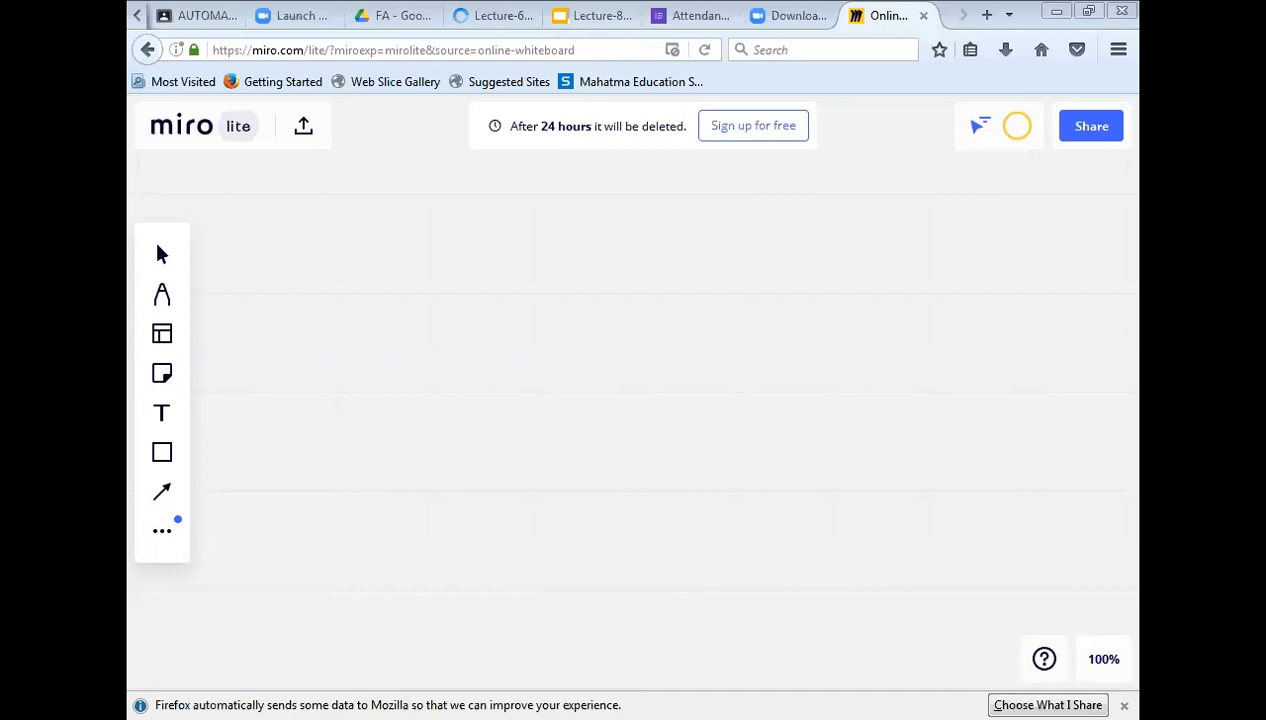 AUTOMA... Launch ... FA - Goo... Lecture-6... Lecture-8... Attendan... Downloa... Onlin...
https://miro.com/lite/?miroexp=mirolite&source=online-whiteboard Search
Most Visited Getting Started Web Slice Gallery Suggested Sites Mahatma Education S...
miro lite After 24 hours it will be deleted. Sign up for free Share
T
100%
Firefox automatically sends some data to Mozilla so that we can improve your experience. Choose What I Share